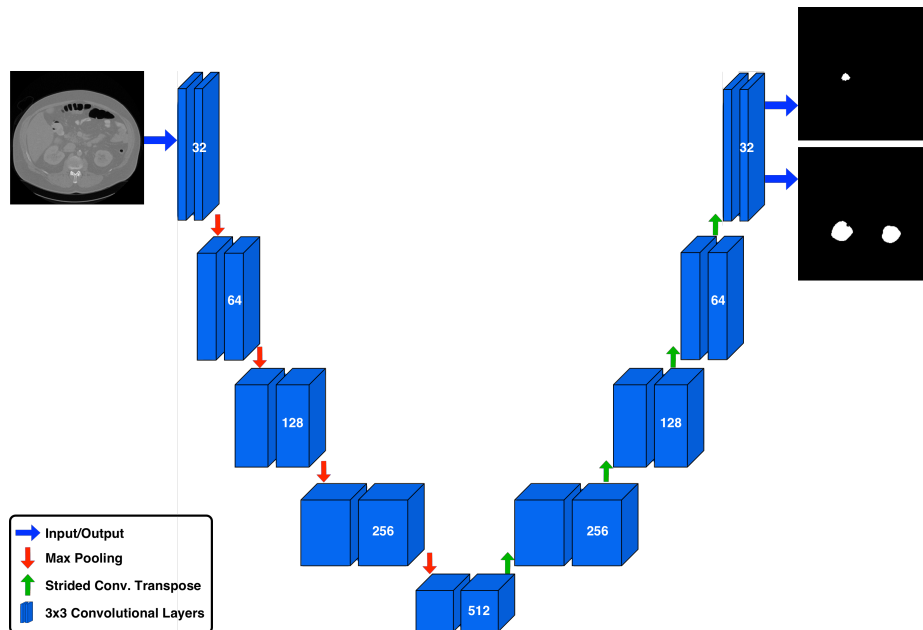 32
32
64
64
128
128
256
256
512
Input/Output
Max Pooling
Strided Conv. Transpose
3x3 Convolutional Layers